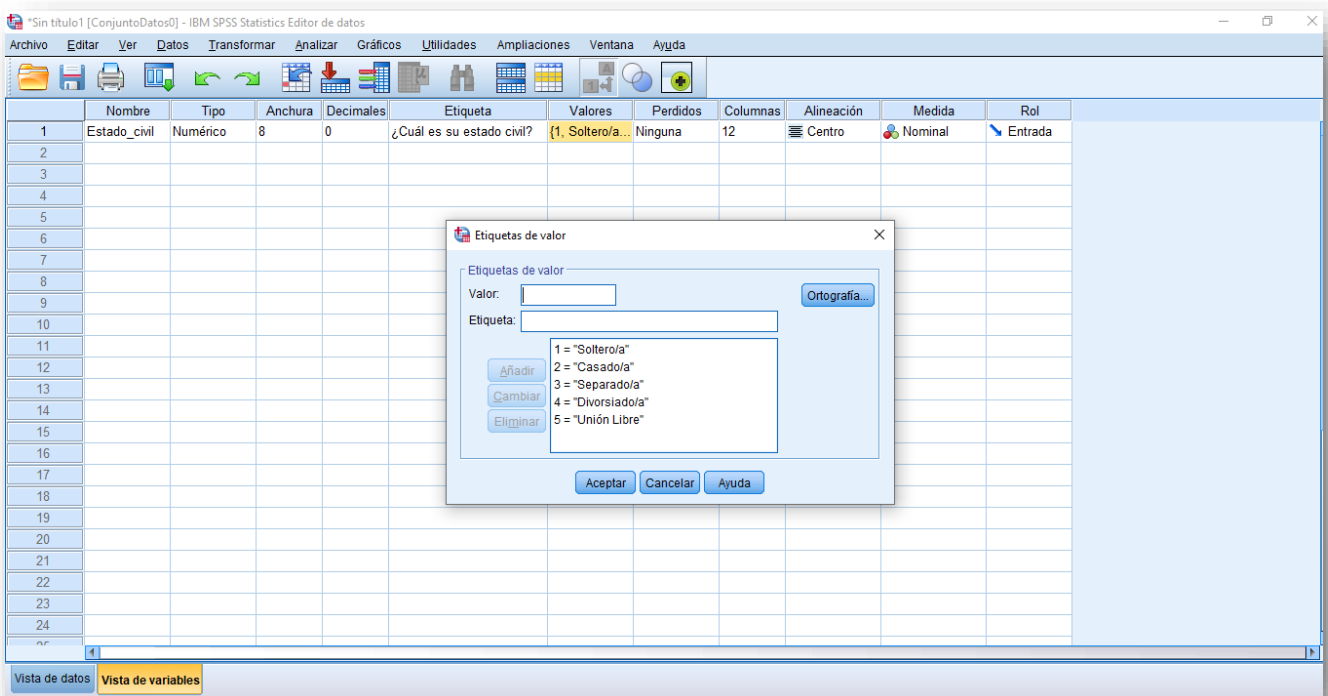 *Sin título1 [ConjuntoDatos0] - IBM SPSS Statistics Editor de datos
Archivo Editar Ver Datos Transformar Analizar Gráficos Utilidades Ampliaciones Ventana Ayuda
Nombre Tipo Anchura Decimales Etiqueta Valores Perdidos Columnas Alineación Medida Rol
1 Estado_civil Numérico 8 0 ¿Cuál es su estado civil? {1, Soltero/a... Ninguna 12 Centro Nominal Entrada
2
3
4
5
6
7
8
9
10
11
12
13
14
15
16
17
18
19
20
21
22
23
24
Etiquetas de valor
Etiquetas de valor
Valor:
Ortografía...
Etiqueta:
Añadir
Cambiar
Eliminar
1 = "Soltero/a"
2 = "Casado/a"
3 = "Separado/a"
4 = "Divorsiado/a"
5 = "Unión Libre"
Aceptar Cancelar Ayuda
Vista de datos Vista de variables